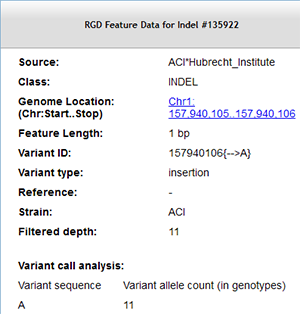 RGD Feature Data for Indel #135922
Source: ACI*Hubrecht_Institute
Class: INDEL
Genome Location: Chr1:
(Chr:Start..Stop) 157,940,105..157,940,106
Feature Length: 1 bp
Variant ID: 157940106{-->A}
Variant type: insertion
Reference: -
Strain: ACI
Filtered depth: 11
Variant call analysis:
Variant sequence Variant allele count (in genotypes)
A 11